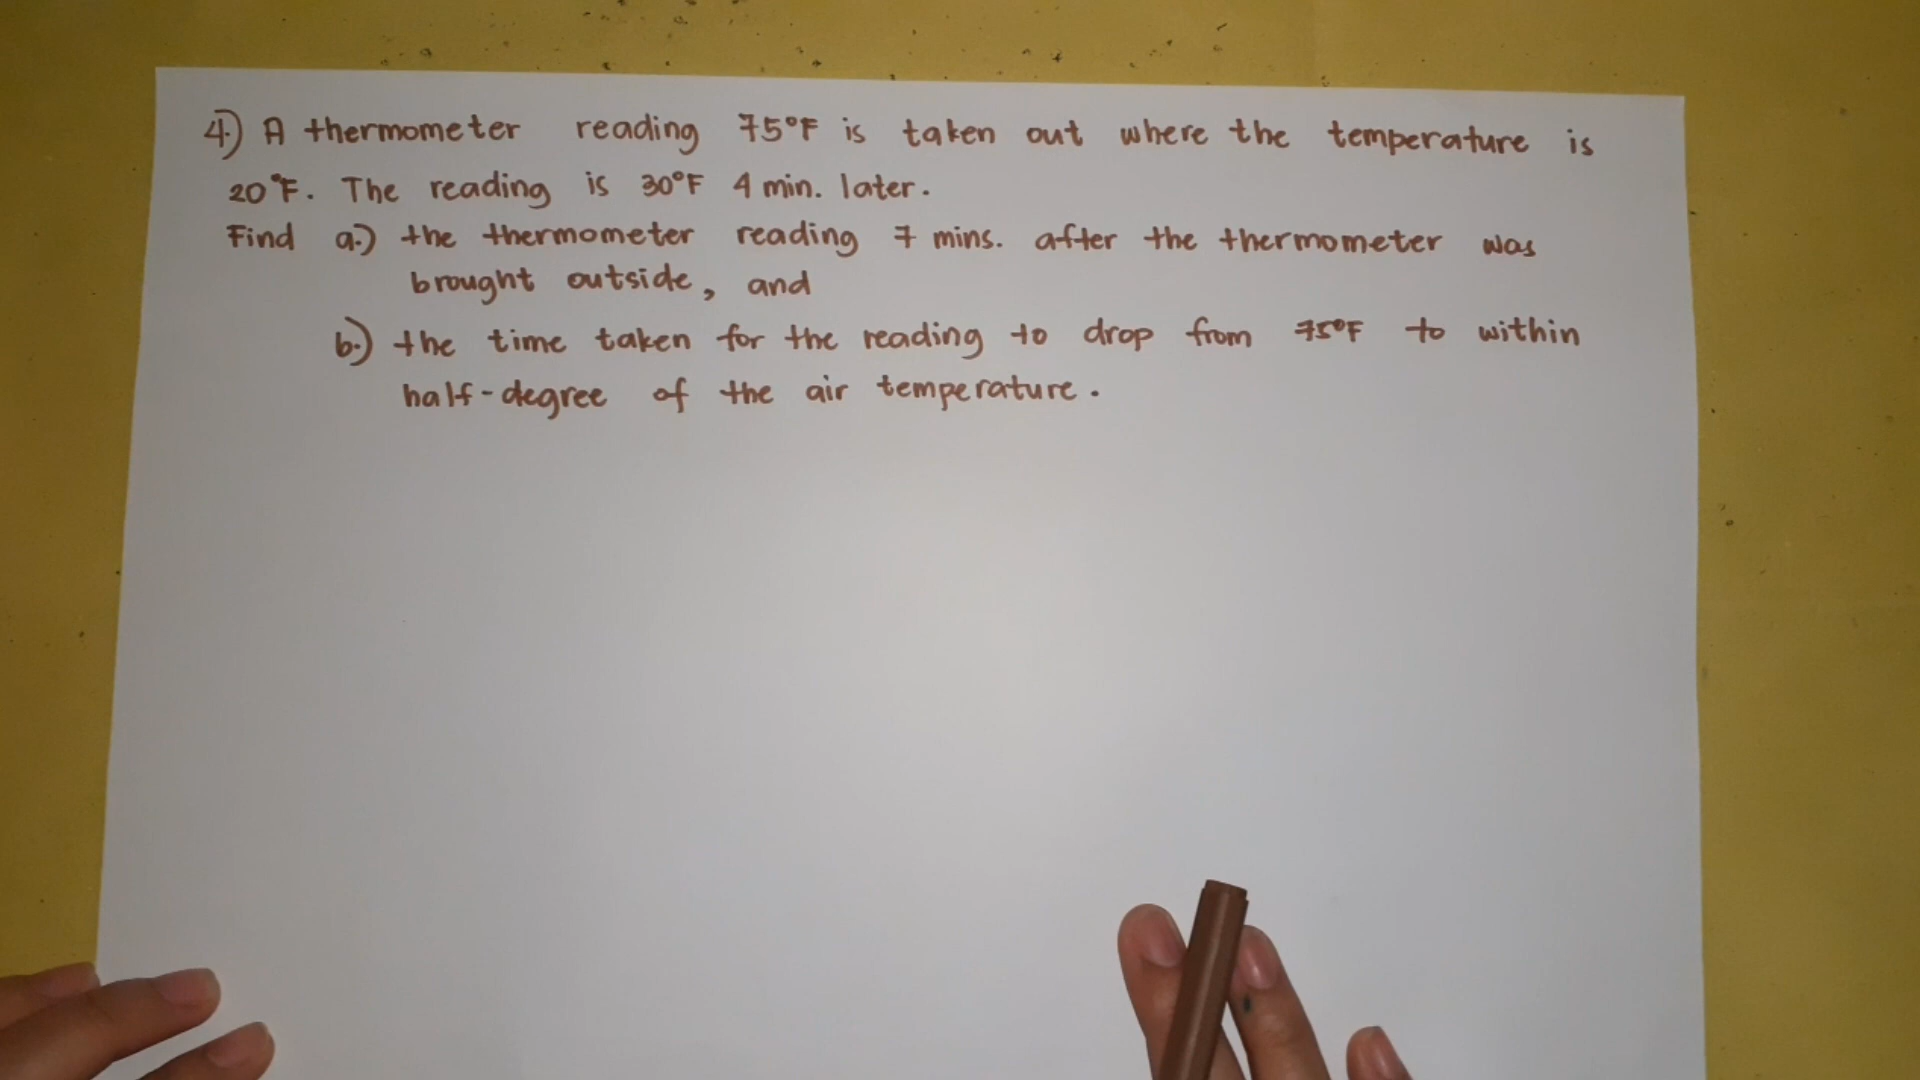 4.) A thermometer reading 75°F is taken out where the temperature is
20°F. The reading is 30°F 4 min. later.
Find a.) the thermometer reading 7 mins. after the thermometer was
brought outside, and
b.) the time taken for the reading to drop from 75°F to within
half-degree of the air temperature.